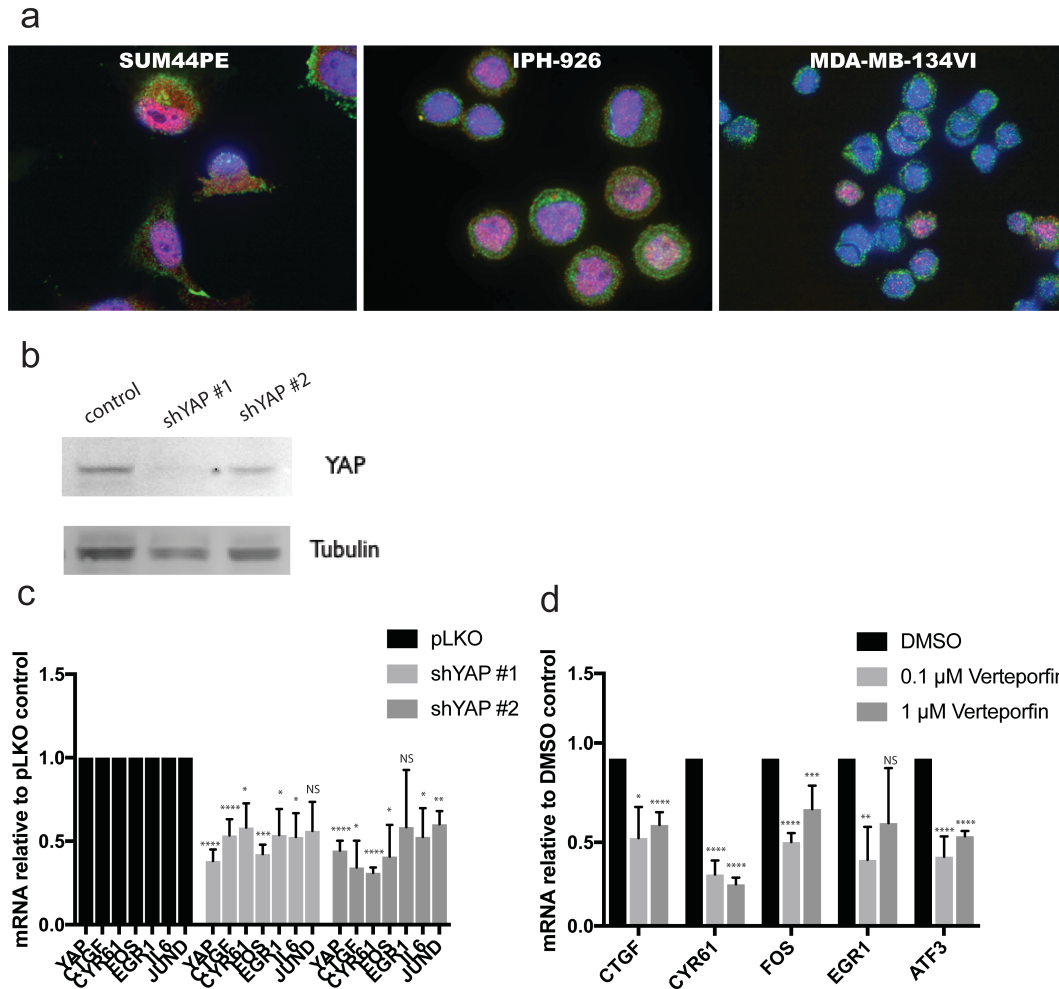 a
SUM44PE
IPH-926
MDA-MB-134VI
b
control
shYAP #1
shYAP #2
YAP
Tubulin
c
pLKO
shYAP #1
shYAP #2
mRNA relative to pLKO control
1.5
1.0
0.5
0.0
****
****
*
***
*
*
NS
****
*
****
*
NS
*
**
YAP
CTGF
CYR61
FOS
EGR1
IL6
JUND
YAP
CTGF
CYR61
FOS
EGR1
IL6
JUND
YAP
CTGF
CYR61
FOS
EGR1
IL6
JUND
d
DMSO
0.1 µM Verteporfin
1 µM Verteporfin
mRNA relative to DMSO control
1.5
1.0
0.5
0.0
*
****
****
****
****
***
**
NS
****
****
CTGF
CYR61
FOS
EGR1
ATF3